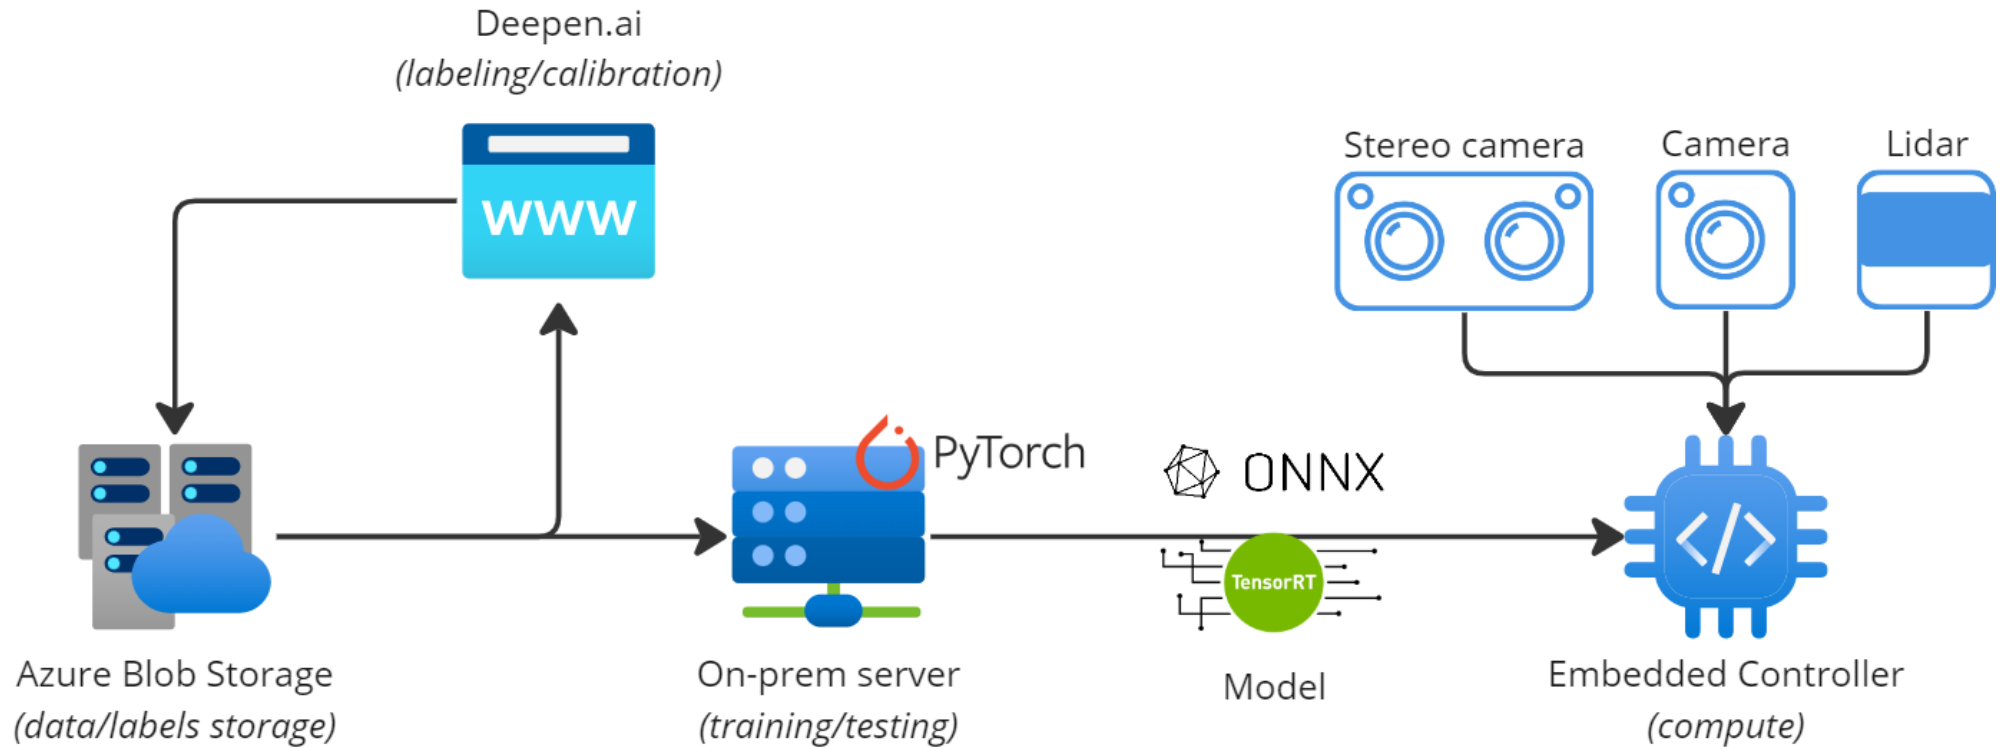 Deepen.ai
(labeling/calibration)
www
Stereo camera
Camera
Lidar
PyTorch
ONNX
TensorRT
</>
Azure Blob Storage
(data/labels storage)
On-prem server
(training/testing)
Model
Embedded Controller
(compute)